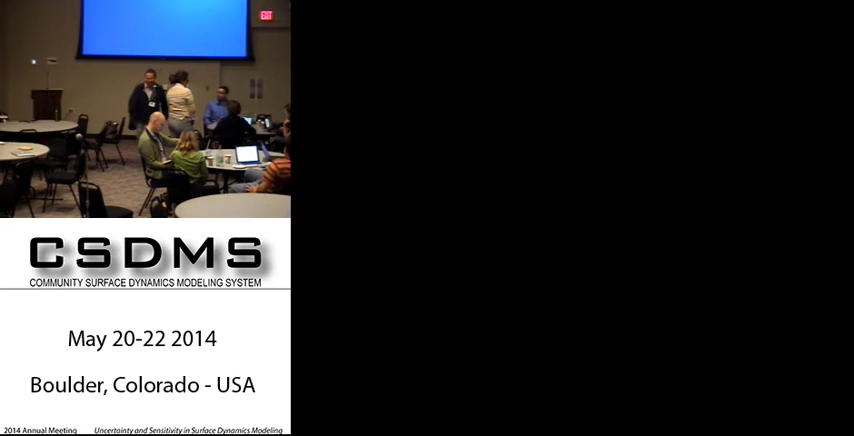 CSDMS
COMMUNITY SURFACE DYNAMICS MODELING SYSTEM
May 20-22 2014
Boulder, Colorado - USA
2014 Annual Meeting Uncertainty and Sensitivity in Surface Dynamics Modeling